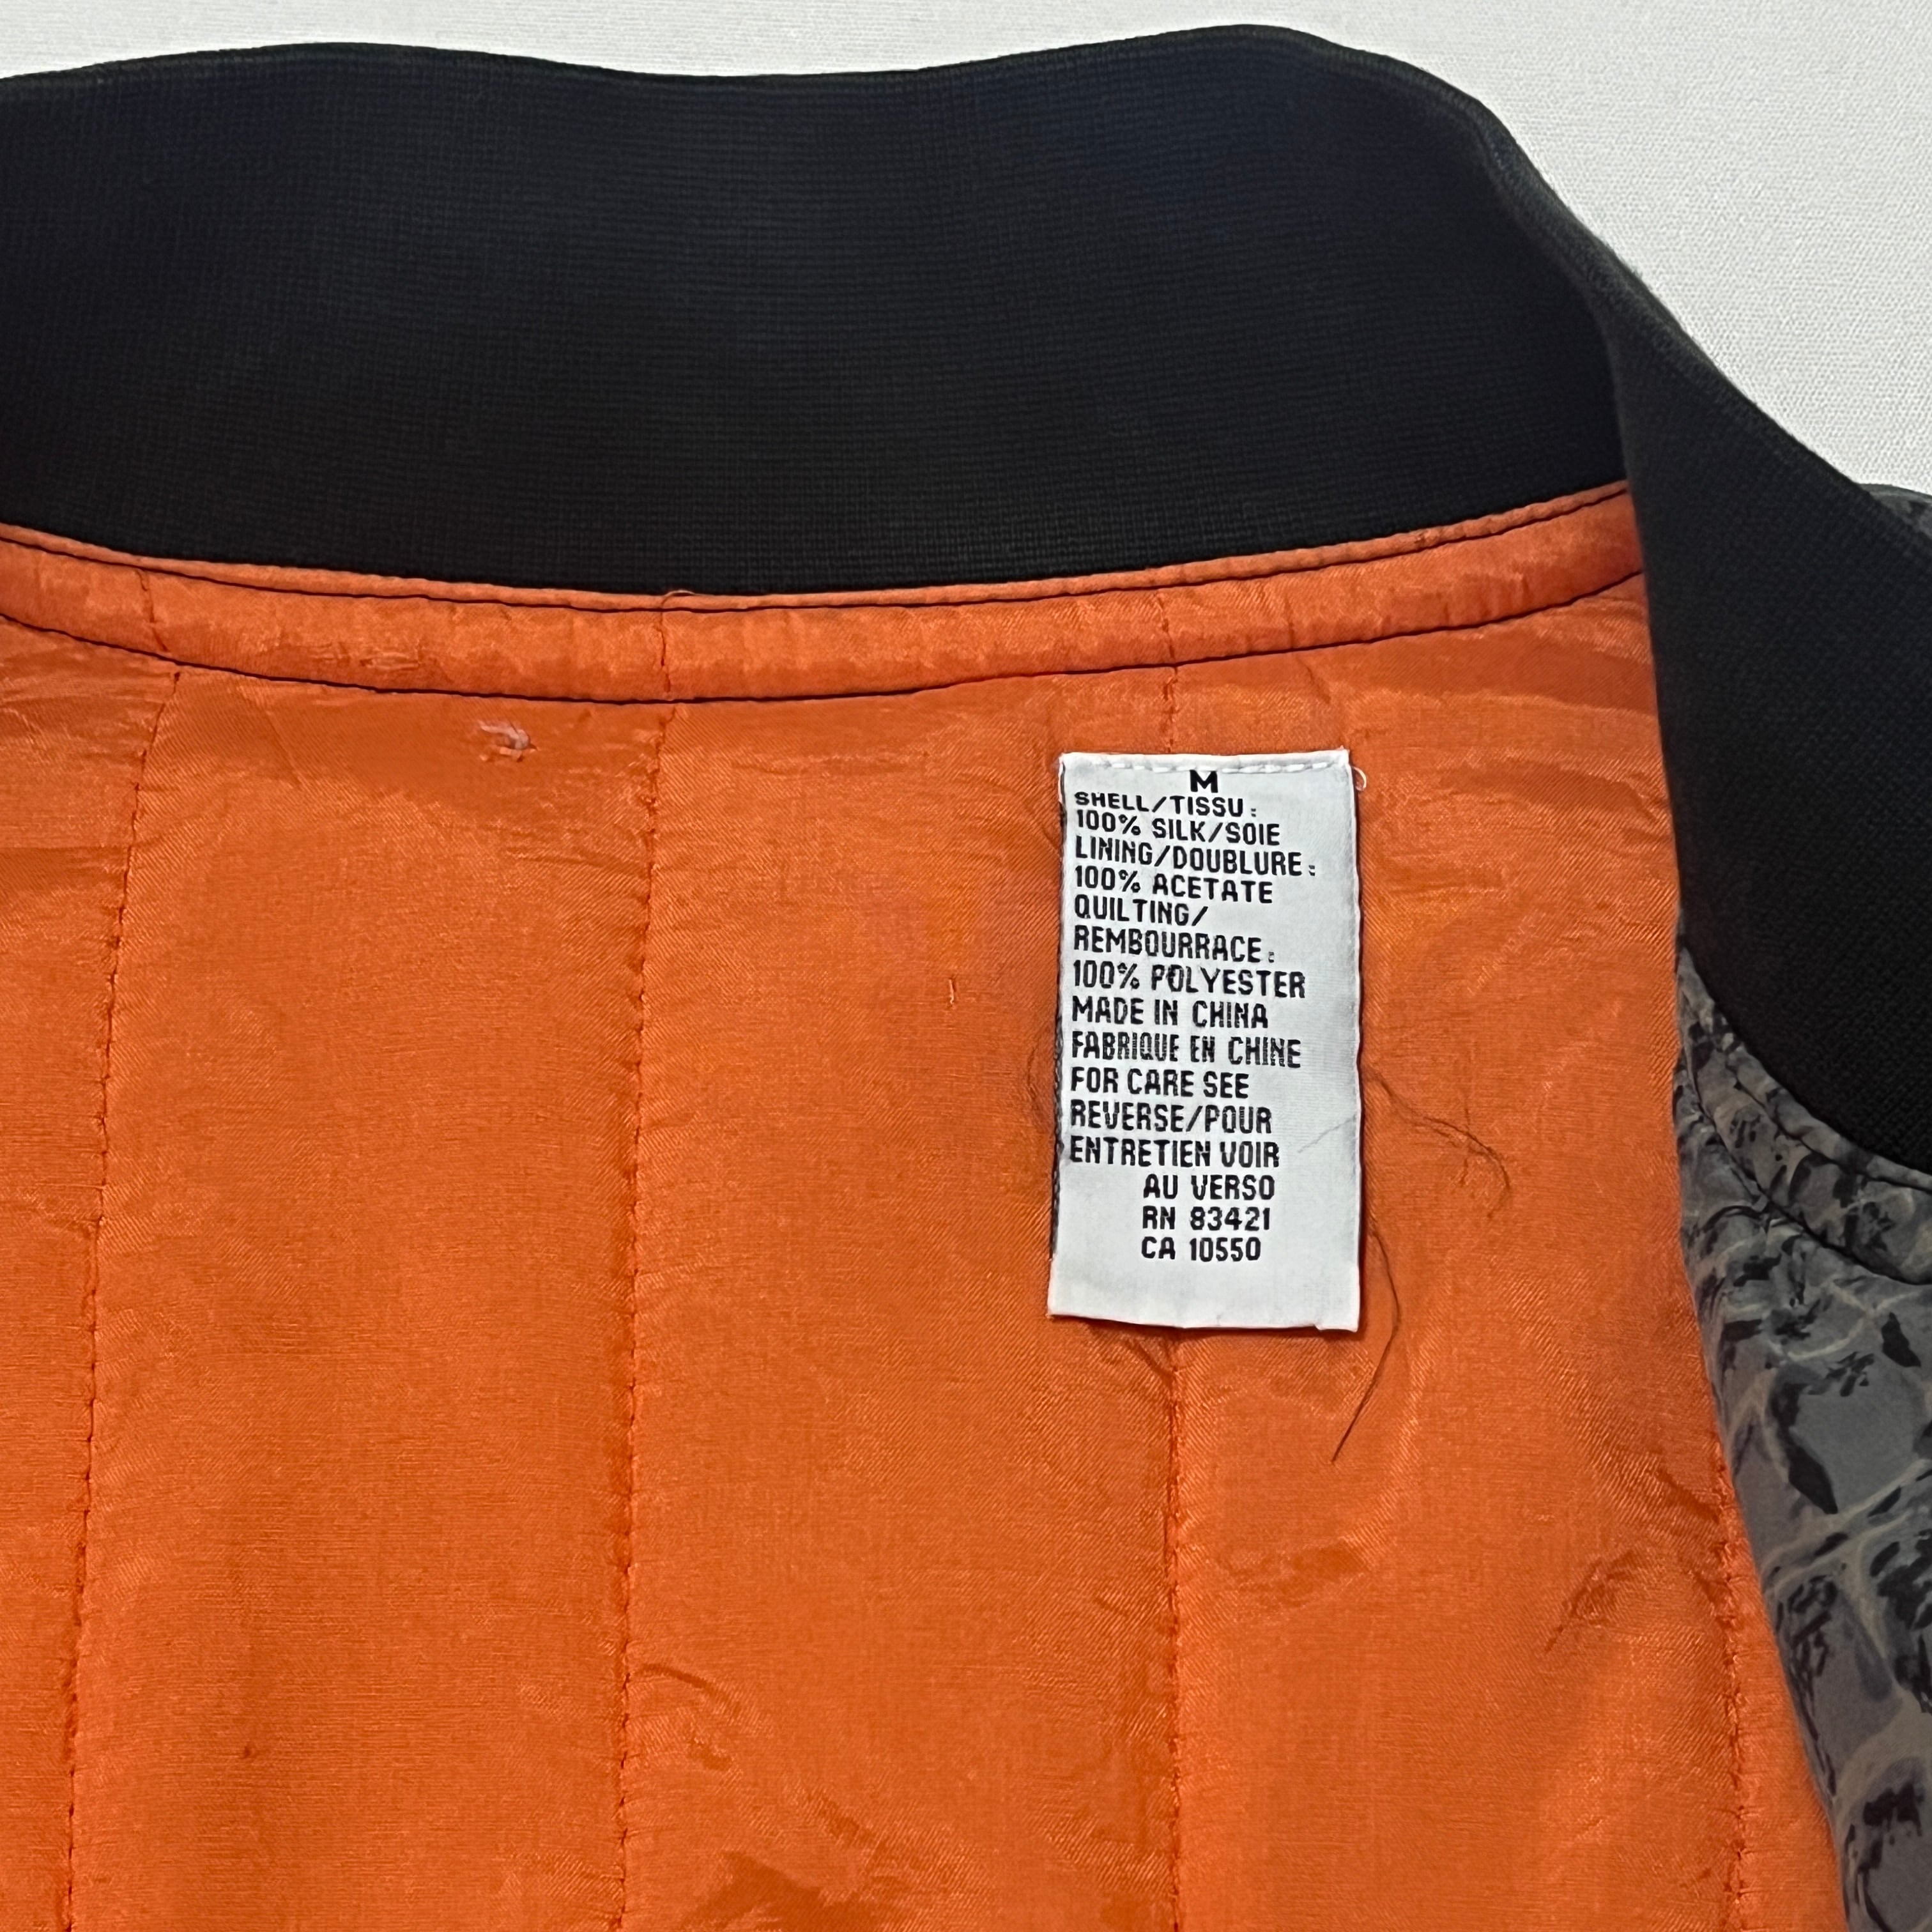 M
SHELL/TISSU:
100% SILK/SOIE
LINING/DOUBLURE:
100% ACETATE
QUILTING/
REMBOURRACE:
100% POLYESTER
MADE IN CHINA
FABRIQUE EN CHINE
FOR CARE SEE
REVERSE/POUR
ENTRETIEN VOIR
AU VERSO
RN 83421
CA 10550